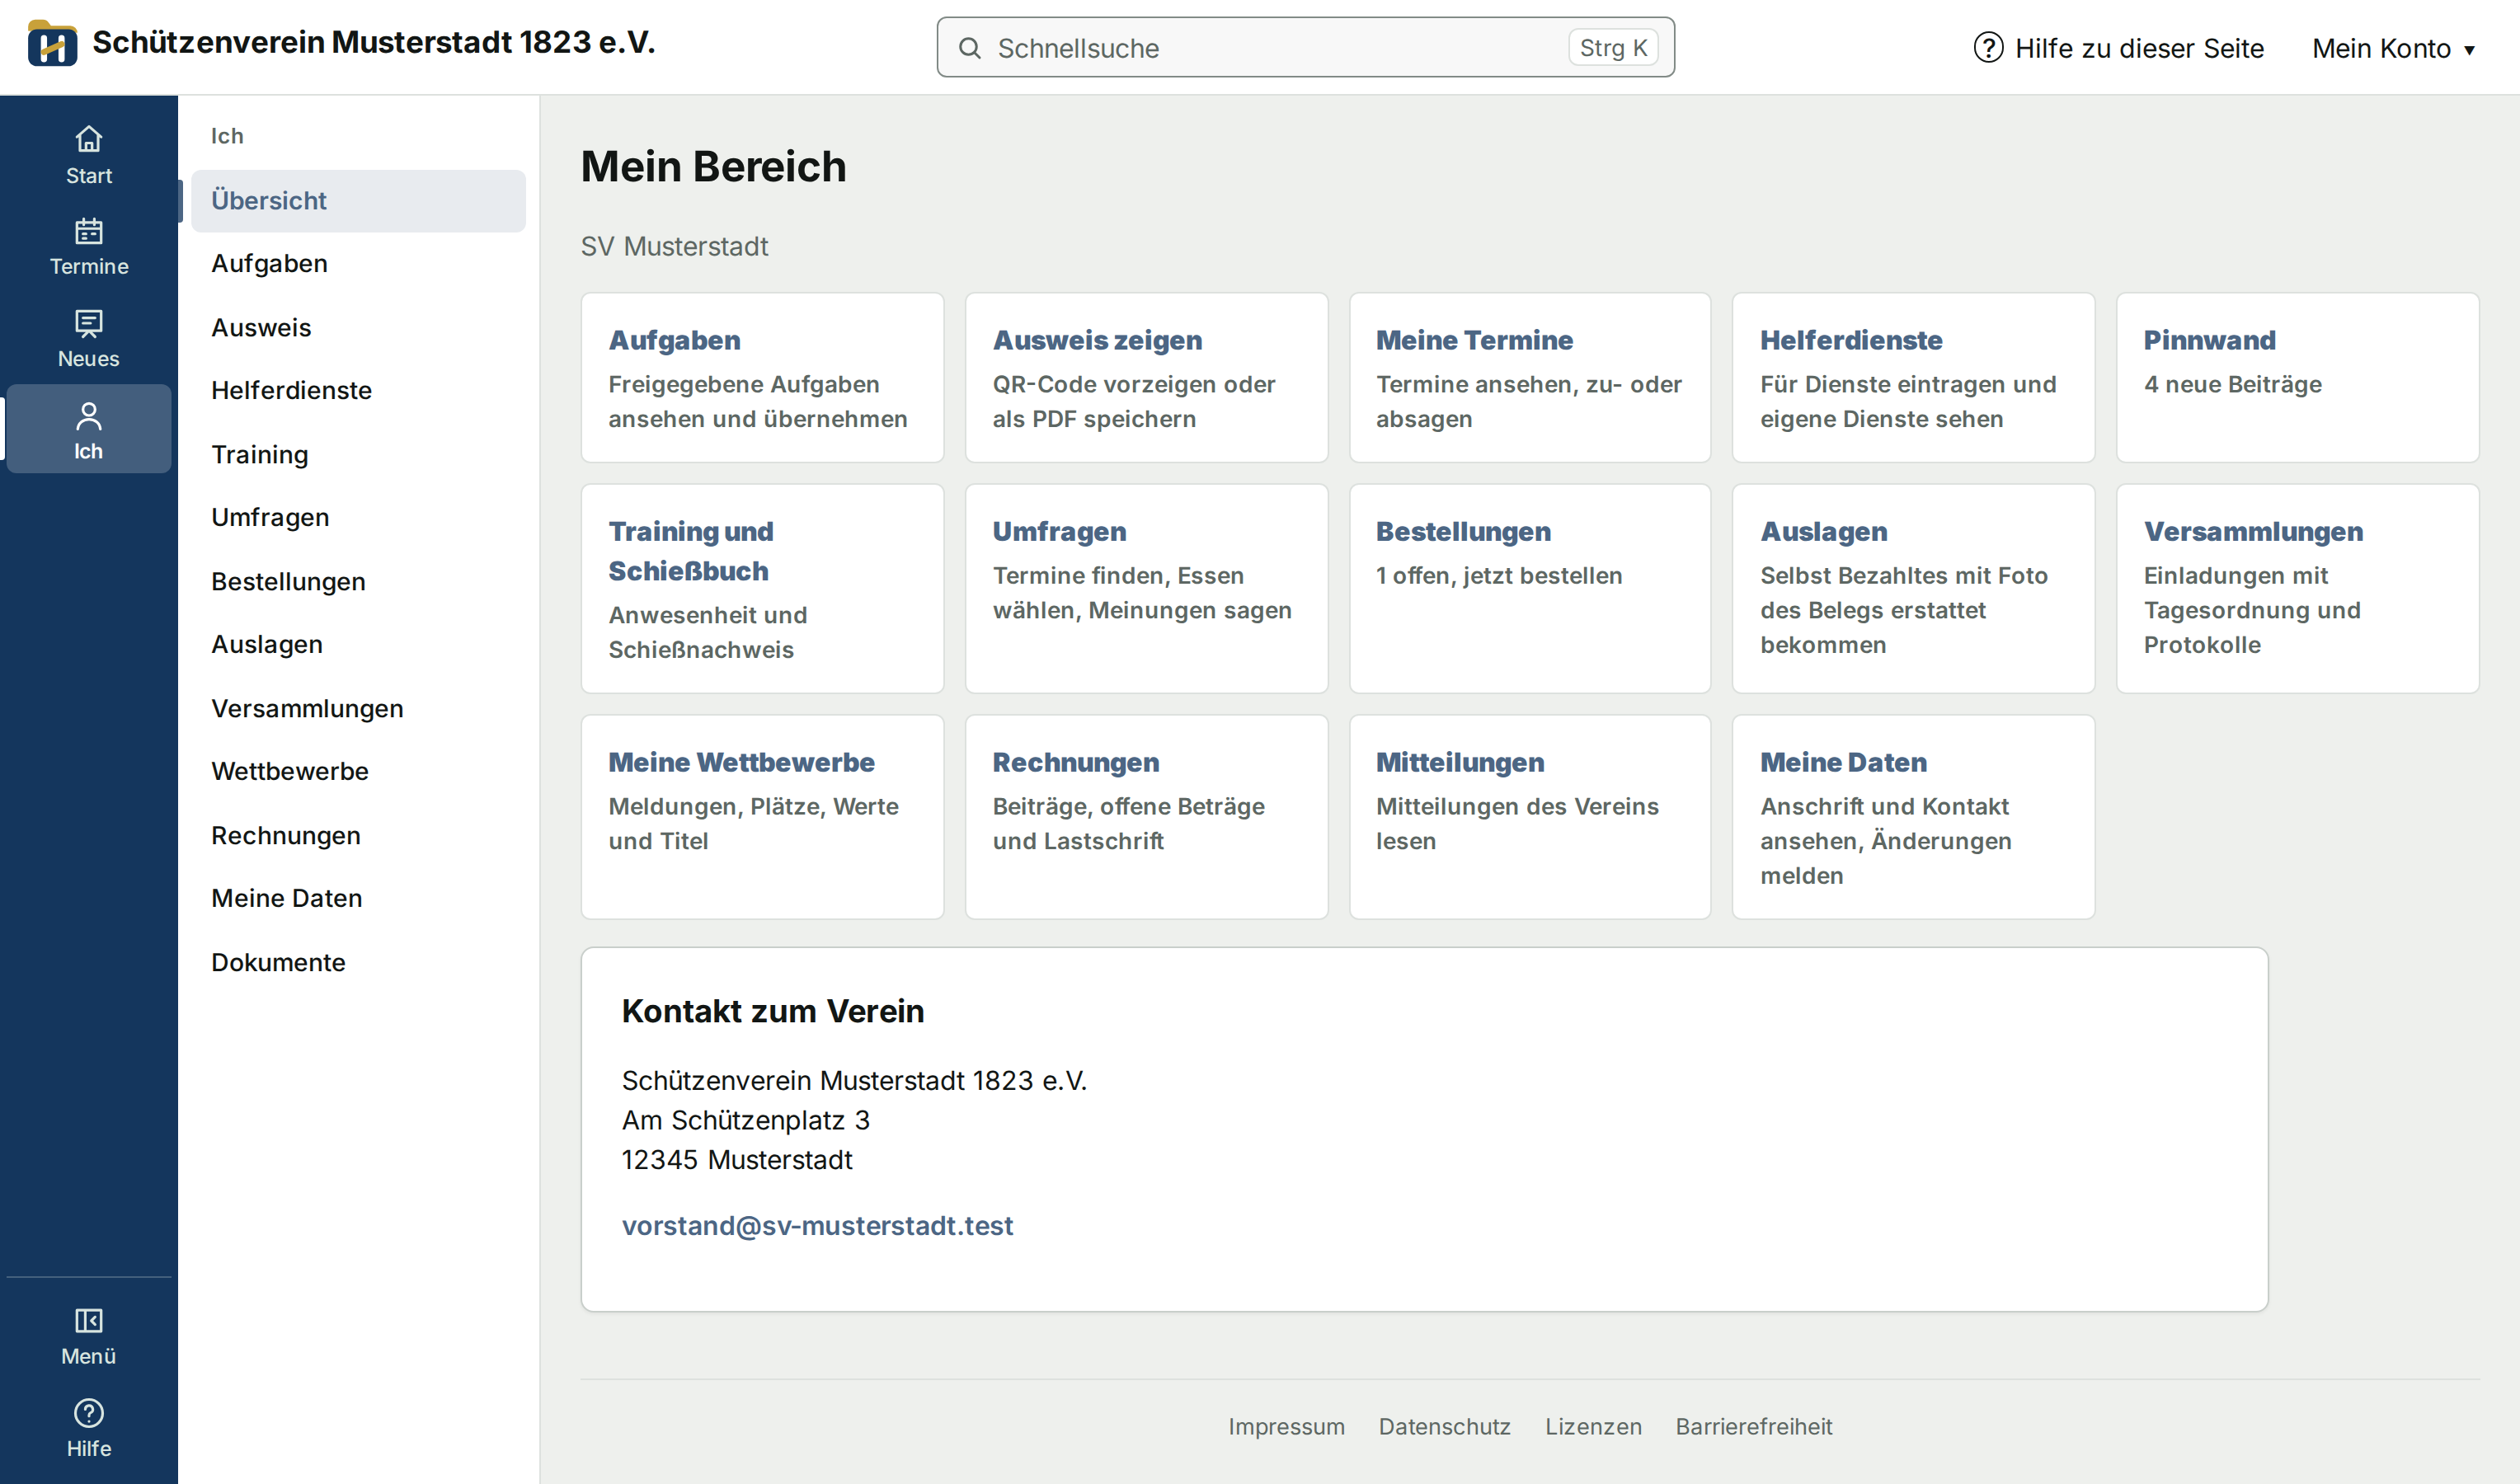 Schützenverein Musterstadt 1823 e.V.
Schnellsuche
Strg K
Hilfe zu dieser Seite
Mein Konto
Start
Termine
Neues
Ich
Menü
Hilfe
Ich
Übersicht
Aufgaben
Ausweis
Helferdienste
Training
Umfragen
Bestellungen
Auslagen
Versammlungen
Wettbewerbe
Rechnungen
Meine Daten
Dokumente
Mein Bereich
SV Musterstadt
Aufgaben
Freigegebene Aufgaben
ansehen und übernehmen
Ausweis zeigen
QR-Code vorzeigen oder
als PDF speichern
Meine Termine
Termine ansehen, zu- oder
absagen
Helferdienste
Für Dienste eintragen und
eigene Dienste sehen
Pinnwand
4 neue Beiträge
Training und
Schießbuch
Anwesenheit und
Schießnachweis
Umfragen
Termine finden, Essen
wählen, Meinungen sagen
Bestellungen
1 offen, jetzt bestellen
Auslagen
Selbst Bezahltes mit Foto
des Belegs erstattet
bekommen
Versammlungen
Einladungen mit
Tagesordnung und
Protokolle
Meine Wettbewerbe
Meldungen, Plätze, Werte
und Titel
Rechnungen
Beiträge, offene Beträge
und Lastschrift
Mitteilungen
Mitteilungen des Vereins
lesen
Meine Daten
Anschrift und Kontakt
ansehen, Änderungen
melden
Kontakt zum Verein
Schützenverein Musterstadt 1823 e.V.
Am Schützenplatz 3
12345 Musterstadt
vorstand@sv-musterstadt.test
Impressum
Datenschutz
Lizenzen
Barrierefreiheit